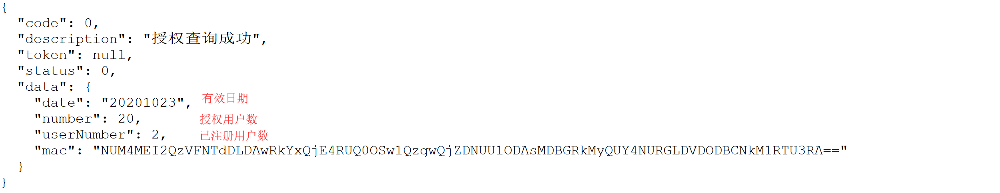 {
"code": 0,
"description": "授权查询成功",
"token": null,
"status": 0,
"data": {
"date": "20201023", 有效日期
"number": 20, 授权用户数
"userNumber": 2, 已注册用户数
"mac": "NUM4MEI2QzVFNTdDLDAwRkYxQjE4RUQ0OSw1QzgwQjZDNUU1ODAsMDBGRkMyQUY4NURGLDVDODBCNkM1RTU3RA=="
}
}